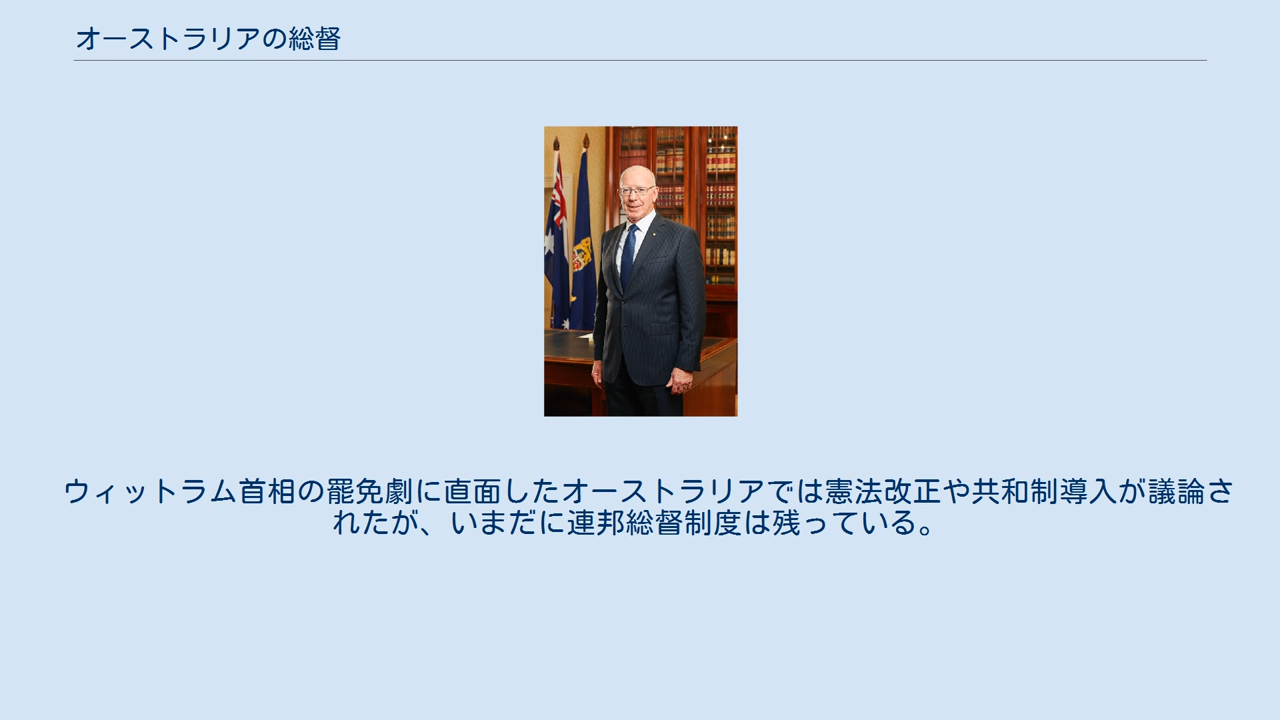 オーストラリアの総督
ウィットラム首相の罷免劇に直面したオーストラリアでは憲法改正や共和制導入が議論さ
れたが、いまだに連邦総督制度は残っている。